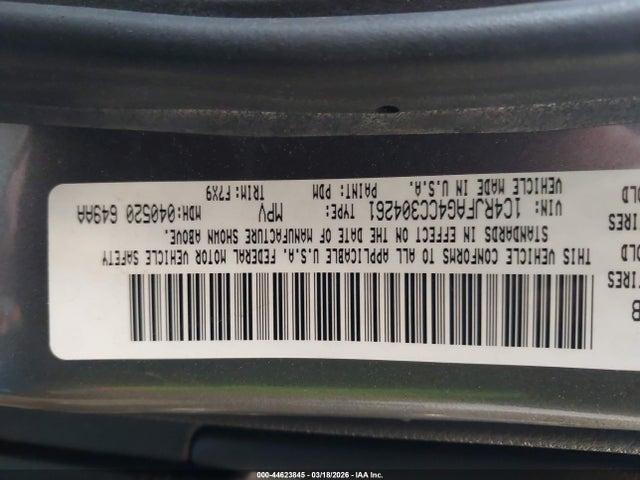 THIS VEHICLE CONFORMS TO ALL APPLICABLE U.S.A. FEDERAL MOTOR VEHICLE SAFETY
STANDARDS IN EFFECT ON THE DATE OF MANUFACTURE SHOWN ABOVE.
VIN: 1C4RJFAG4CC304261 TYPE: MPV MDH:040520 649AA
VEHICLE MADE IN U.S.A. PAINT: PDM TRIM: F7X9
000-44623845 - 03/18/2026 - IAA Inc.